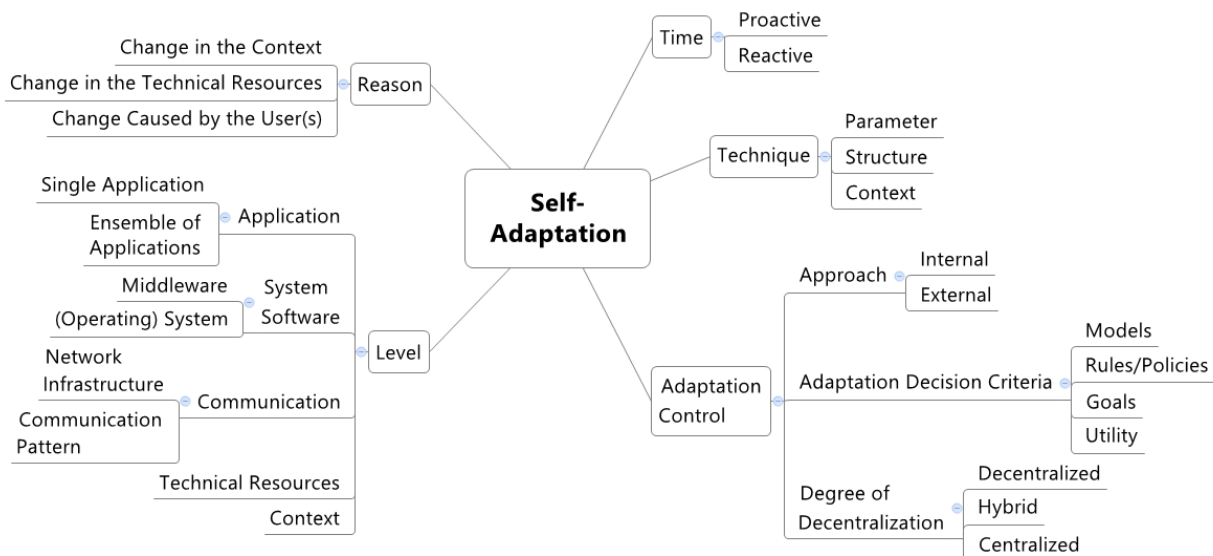 Self-
Adaptation
Time
Proactive
Reactive
Technique
Parameter
Structure
Context
Adaptation
Control
Approach
Internal
External
Adaptation Decision Criteria
Models
Rules/Policies
Goals
Utility
Degree of
Decentralization
Decentralized
Hybrid
Centralized
Reason
Change in the Context
Change in the Technical Resources
Change Caused by the User(s)
Level
Application
Single Application
Ensemble of
Applications
System
Software
Middleware
(Operating) System
Communication
Network
Infrastructure
Communication
Pattern
Technical Resources
Context